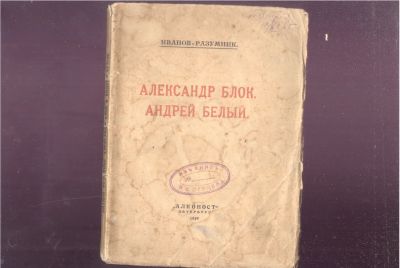 ИВАНОВ-РАЗУМНИК.
АЛЕКСАНДР БЛОК.
АНДРЕЙ БЕЛЫЙ.
„АЛКОНОСТ“
ПЕТЕРБУРГ